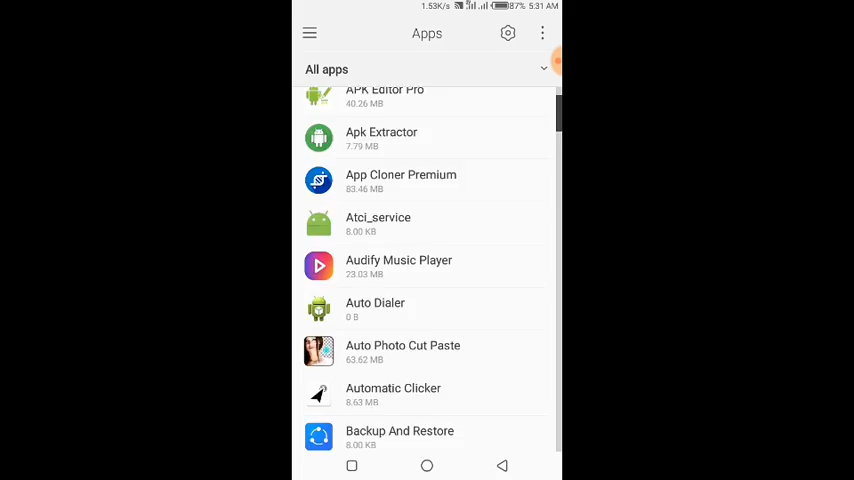 1.53K/s 87% 5:31 AM
Apps
All apps
APK Editor Pro
40.26 MB
Apk Extractor
7.79 MB
App Cloner Premium
83.46 MB
Atci_service
8.00 KB
Audify Music Player
23.03 MB
Auto Dialer
0 B
Auto Photo Cut Paste
63.62 MB
Automatic Clicker
8.63 MB
Backup And Restore
8.00 KB